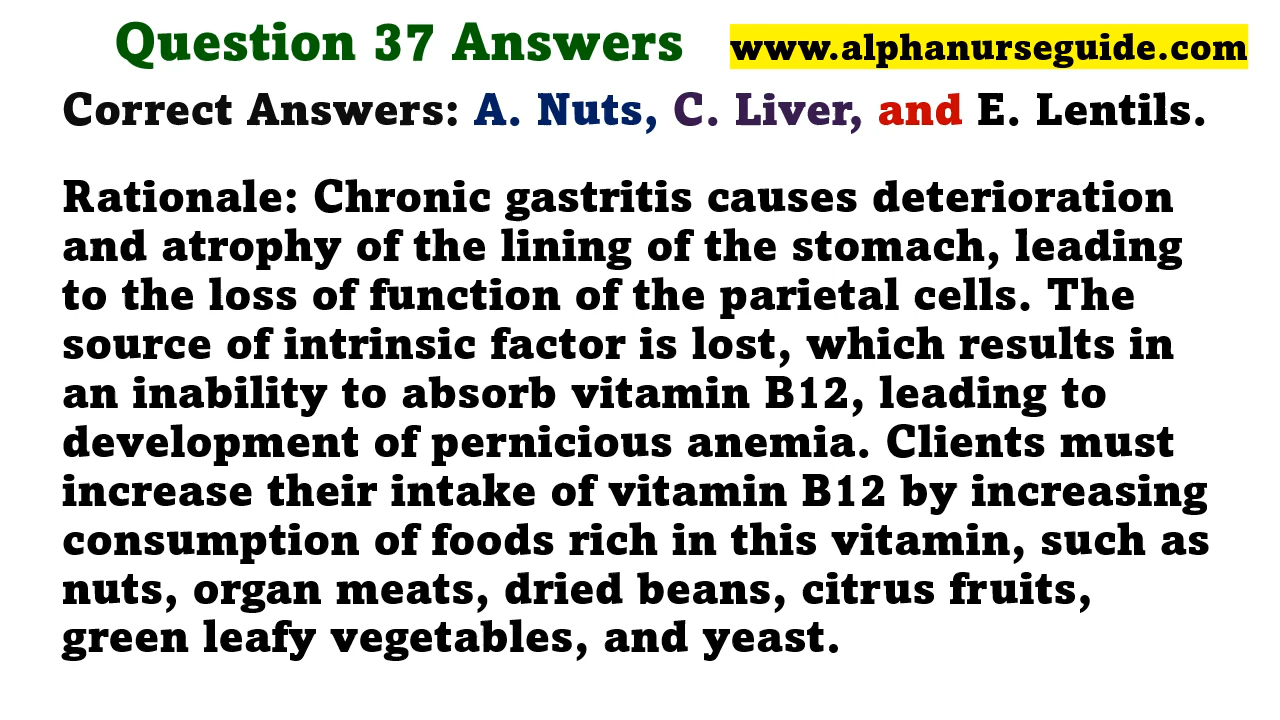 Question 37 Answers www.alphanurseguide.com
Correct Answers: A. Nuts, C. Liver, and E. Lentils.
Rationale: Chronic gastritis causes deterioration
and atrophy of the lining of the stomach, leading
to the loss of function of the parietal cells. The
source of intrinsic factor is lost, which results in
an inability to absorb vitamin B12, leading to
development of pernicious anemia. Clients must
increase their intake of vitamin B12 by increasing
consumption of foods rich in this vitamin, such as
nuts, organ meats, dried beans, citrus fruits,
green leafy vegetables, and yeast.